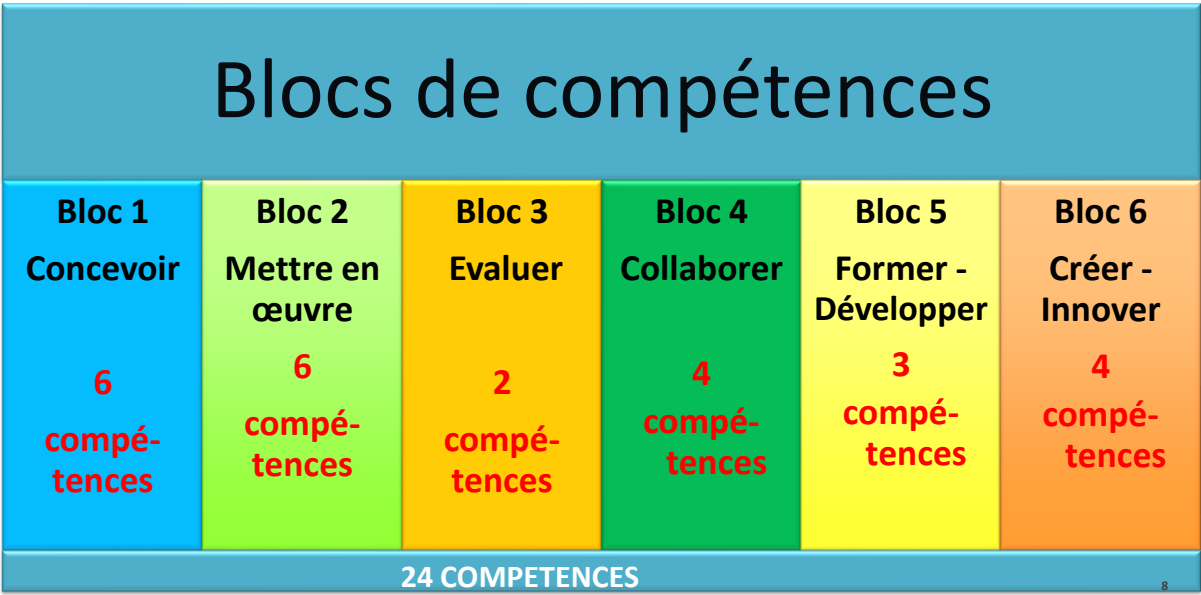 Blocs de compétences
Bloc 1
Concevoir
6
compé-
tences
Bloc 2
Mettre en
œuvre
6
compé-
tences
Bloc 3
Evaluer
2
compé-
tences
Bloc 4
Collaborer
4
compé-
tences
Bloc 5
Former -
Développer
3
compé-
tences
Bloc 6
Créer -
Innover
4
compé-
tences
24 COMPETENCES
8